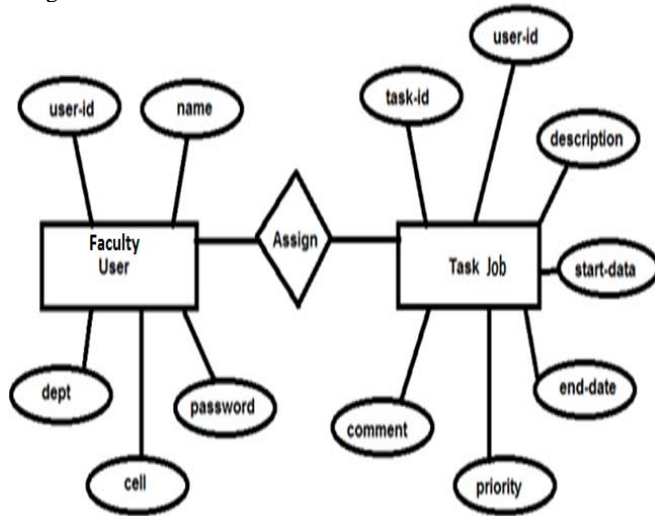 user-id
task-id
user-id
name
description
Faculty
User
Assign
Task Job
start-data
dept
password
end-date
comment
cell
priority